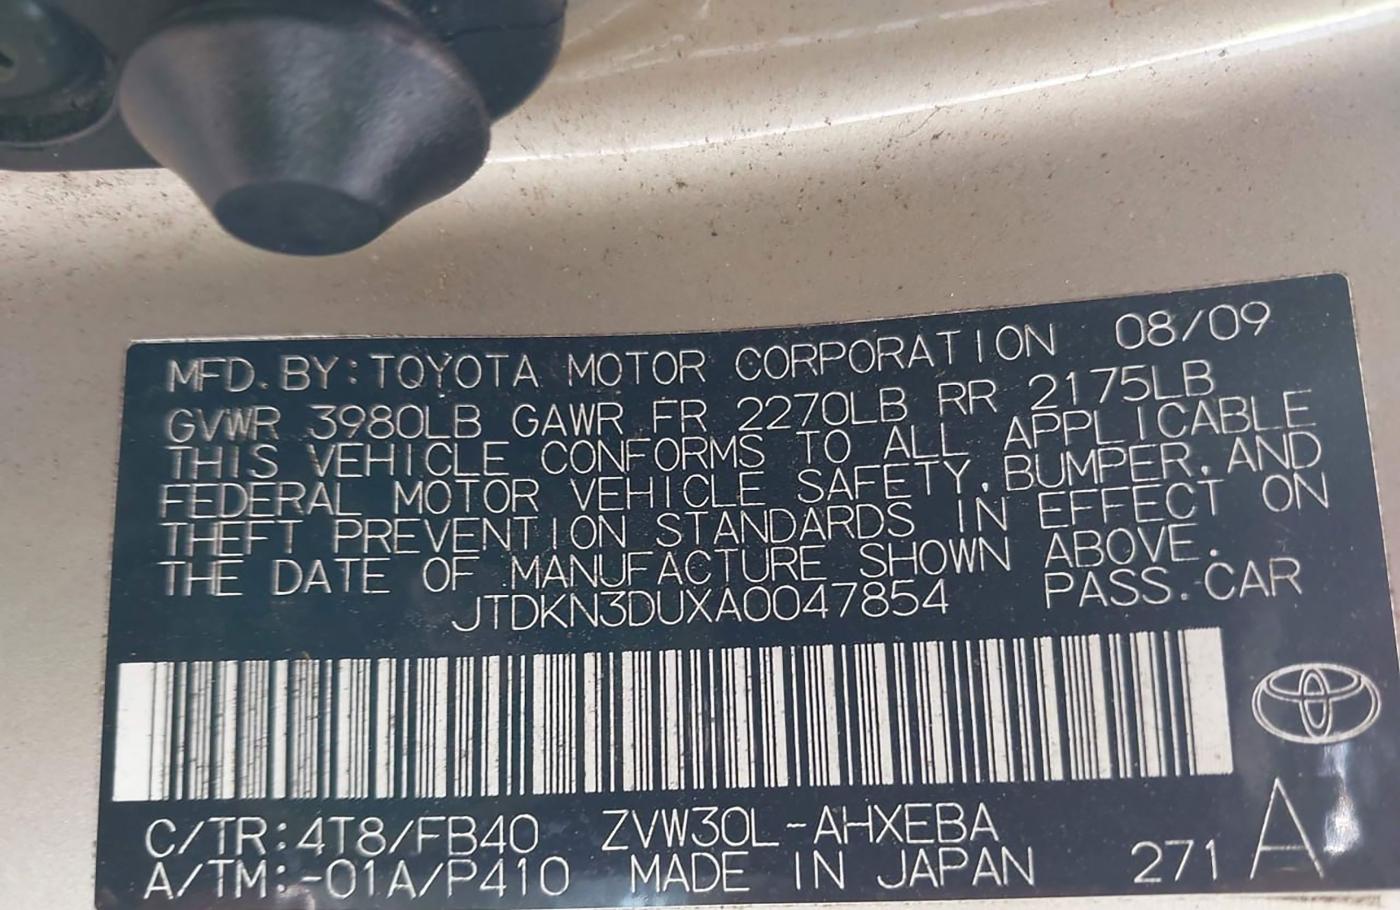 MFD. BY: TOYOTA MOTOR CORPORATION 08/09
GVWR 3980LB GAWR FR 2270LB RR 2175LB
THIS VEHICLE CONFORMS TO ALL APPLICABLE
FEDERAL MOTOR VEHICLE SAFETY, BUMPER, AND
THEFT PREVENTION STANDARDS IN EFFECT ON
THE DATE OF MANUFACTURE SHOWN ABOVE.
JTDKN3DUXA0047854 PASS. CAR
C/TR: 4T8/FB40 ZVW30L-AHXEBA
A/TM: -01A/P410 MADE IN JAPAN 271 A